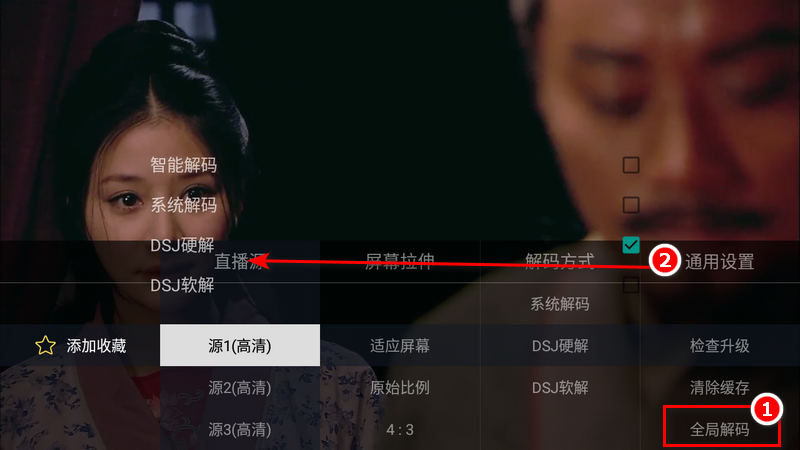 智能解码
系统解码
DSJ硬解
直播源 屏幕拉伸 解码方式 2 通用设置
DSJ软解
系统解码
添加收藏 源1(高清) 适应屏幕 DSJ硬解 检查升级
源2(高清) 原始比例 DSJ软解 清除缓存
1
源3(高清) 4 : 3 全局解码